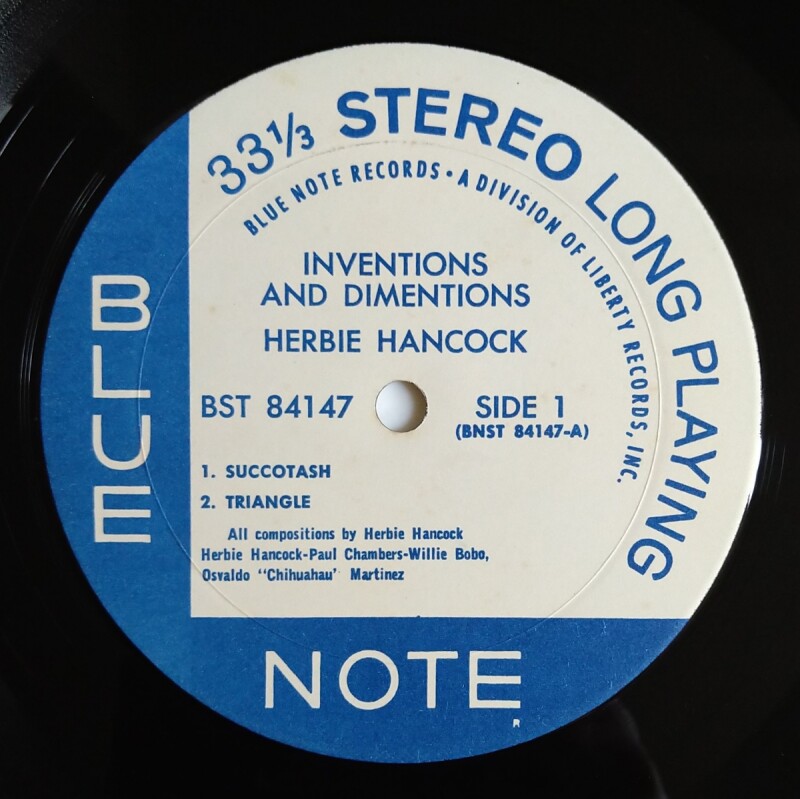 33⅓ STEREO LONG PLAYING
BLUE NOTE RECORDS • A DIVISION OF LIBERTY RECORDS, INC.
INVENTIONS
AND DIMENTIONS
HERBIE HANCOCK
BST 84147
SIDE 1
(BNST 84147-A)
1. SUCCOTASH
2. TRIANGLE
All compositions by Herbie Hancock
Herbie Hancock-Paul Chambers-Willie Bobo,
Osvaldo "Chihuahau' Martinez
BLUE
NOTE
R